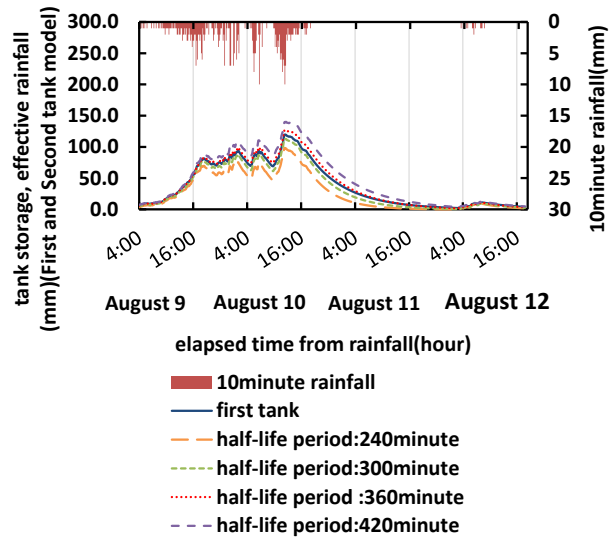 tank storage, effective rainfall
(mm)(First and Second tank model)
300.0
250.0
200.0
150.0
100.0
50.0
0.0
0
5
10
15
20
25
30
10minute rainfall(mm)
4:00
16:00
4:00
16:00
4:00
16:00
4:00
16:00
August 9
August 10
August 11
August 12
elapsed time from rainfall(hour)
10minute rainfall
first tank
half-life period:240minute
half-life period:300minute
half-life period :360minute
half-life period:420minute